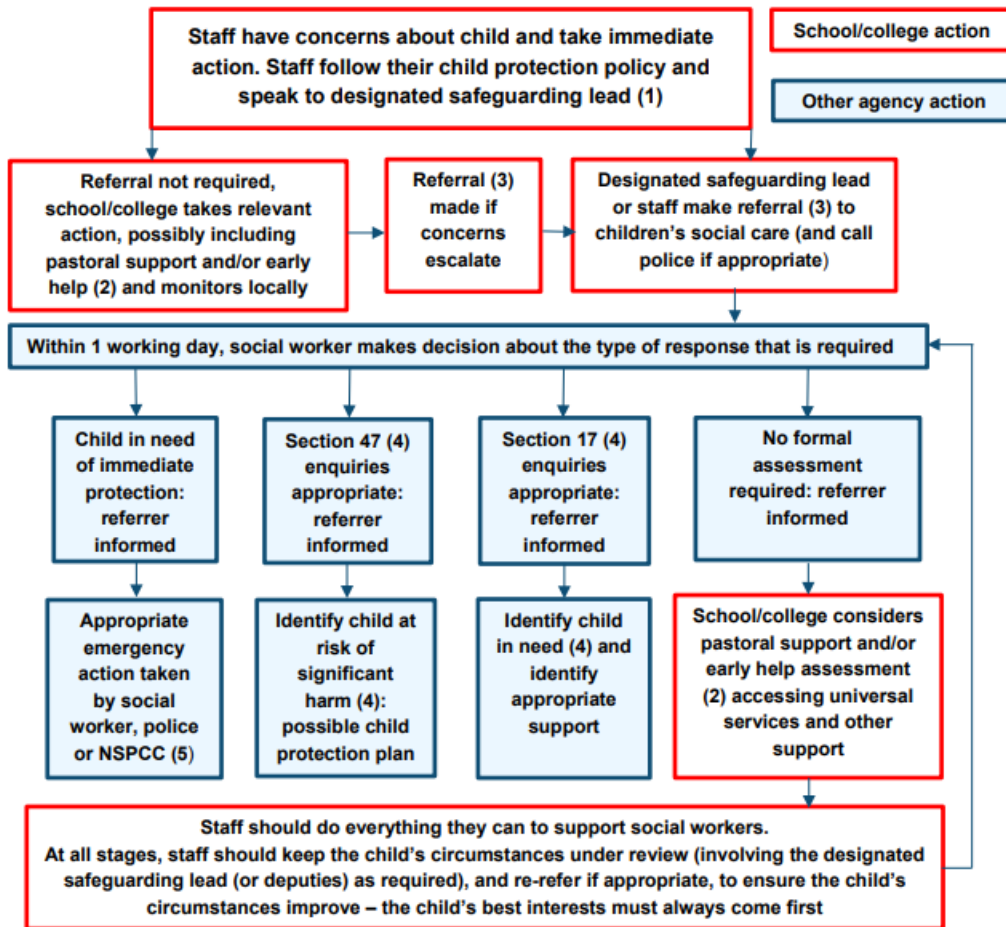 Staff have concerns about child and take immediate
action. Staff follow their child protection policy and
speak to designated safeguarding lead (1)
School/college action
Other agency action
Referral not required,
school/college takes relevant
action, possibly including
pastoral support and/or early
help (2) and monitors locally
Referral (3)
made if
concerns
escalate
Designated safeguarding lead
or staff make referral (3) to
children’s social care (and call
police if appropriate)
Within 1 working day, social worker makes decision about the type of response that is required
Child in need
of immediate
protection:
referrer
informed
Section 47 (4)
enquiries
appropriate:
referrer
informed
Section 17 (4)
enquiries
appropriate:
referrer
informed
No formal
assessment
required: referrer
informed
Appropriate
emergency
action taken
by social
worker, police
or NSPCC (5)
Identify child at
risk of
significant
harm (4):
possible child
protection plan
Identify child
in need (4) and
identify
appropriate
support
School/college considers
pastoral support and/or
early help assessment
(2) accessing universal
services and other
support
Staff should do everything they can to support social workers.
At all stages, staff should keep the child’s circumstances under review (involving the designated
safeguarding lead (or deputies) as required), and re-refer if appropriate, to ensure the child’s
circumstances improve – the child’s best interests must always come first